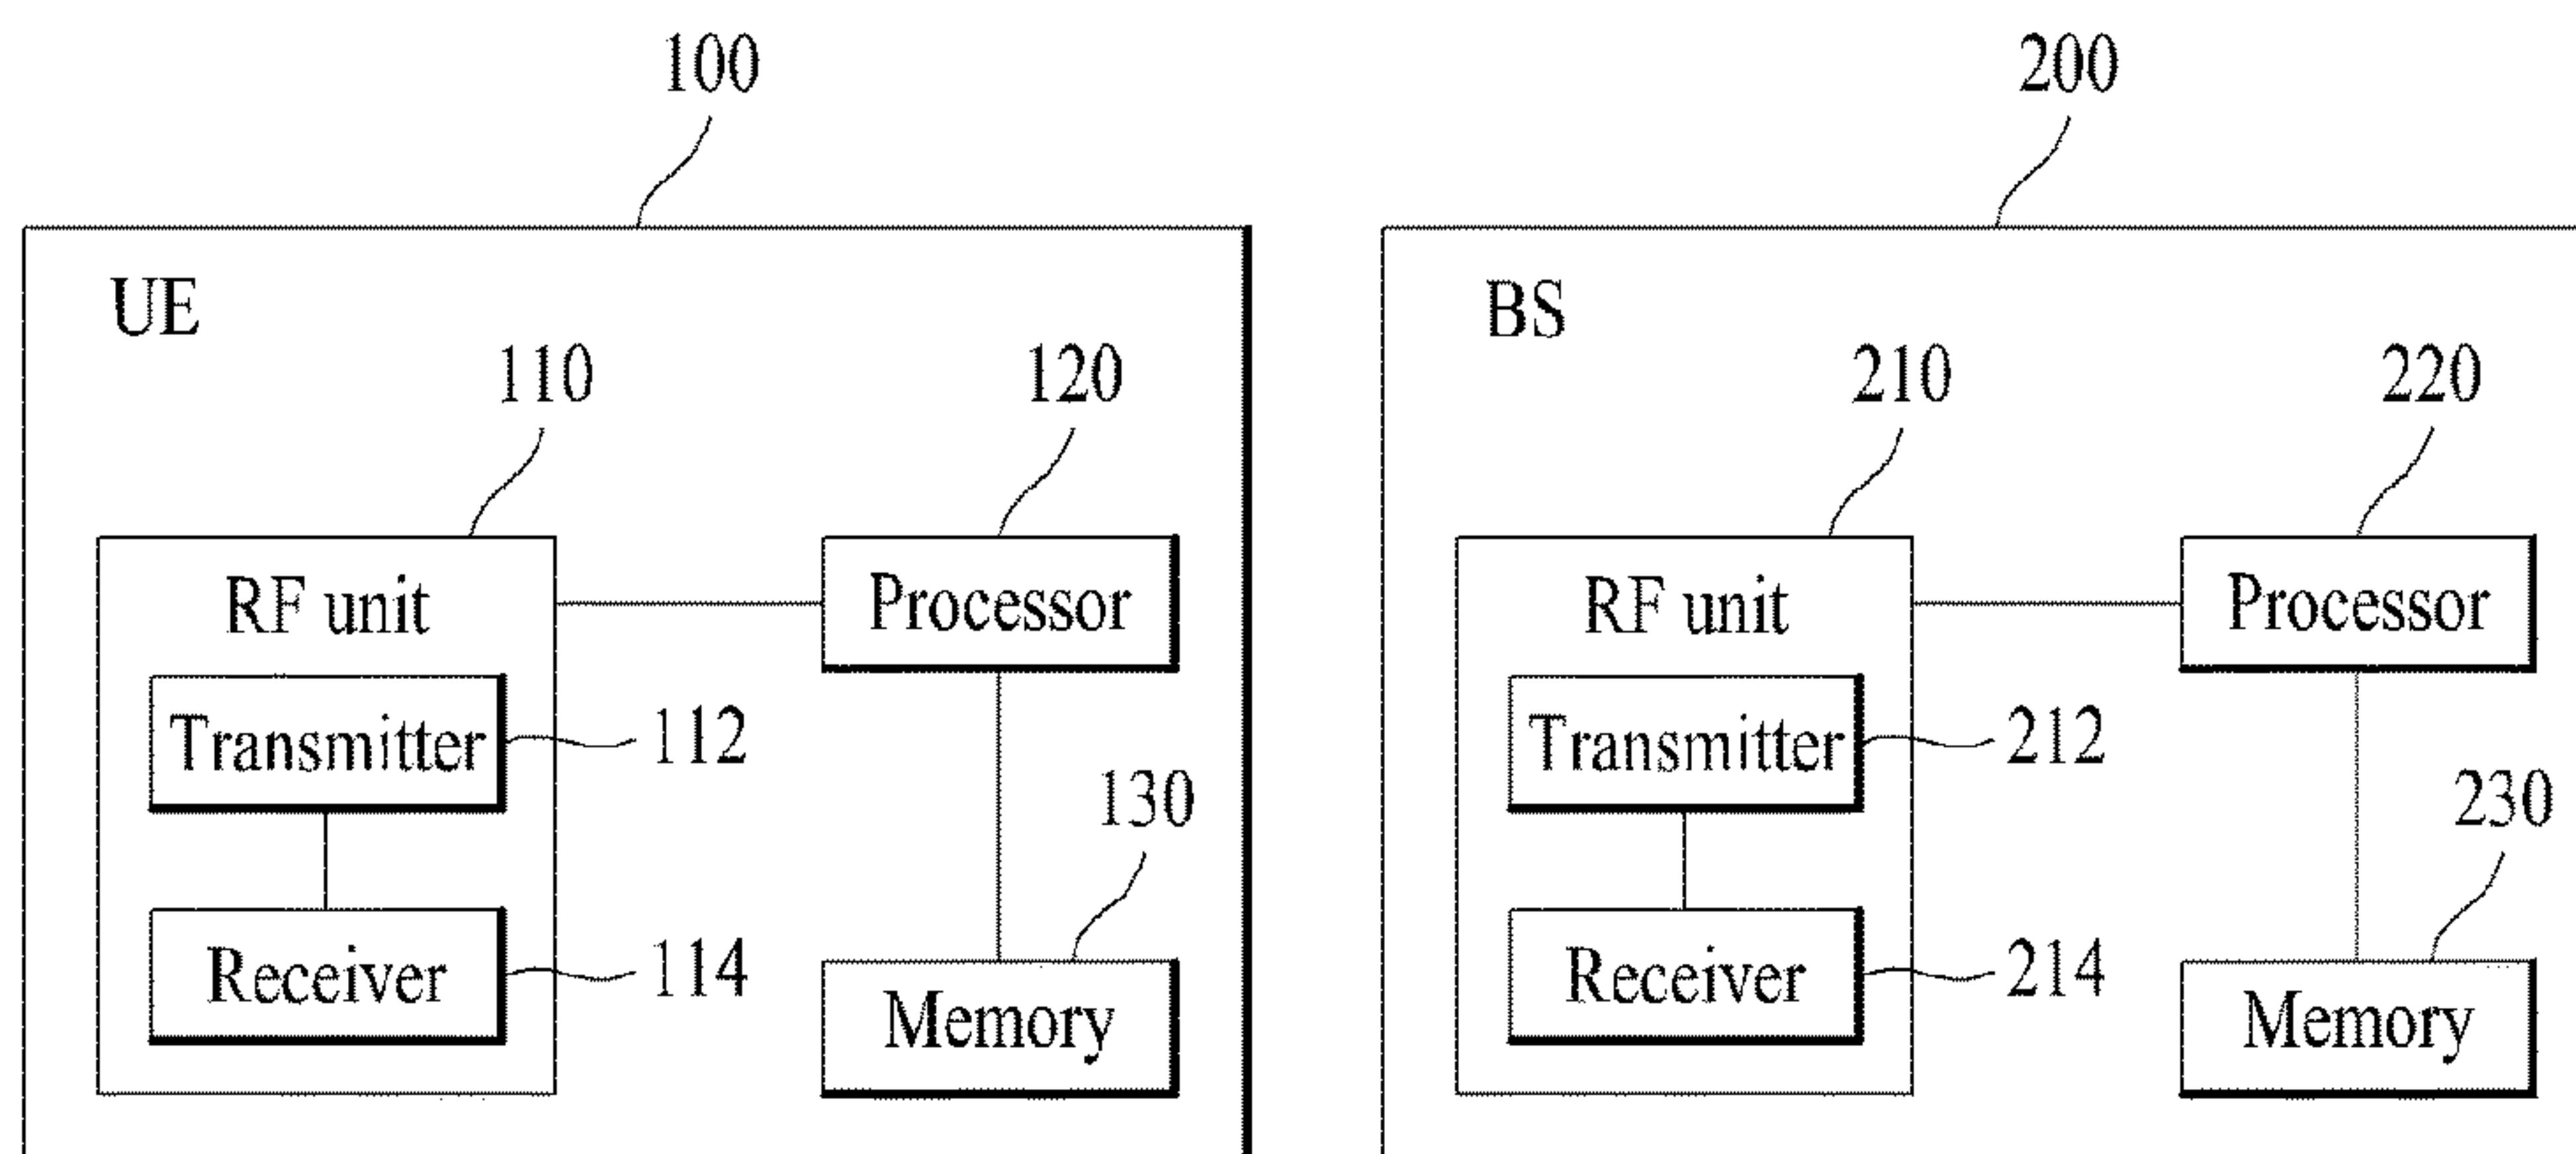 100
UE
110
120
RF unit
Processor
Transmitter
112
130
Receiver
114
Memory
200
BS
210
220
RF unit
Processor
Transmitter
212
230
Receiver
214
Memory